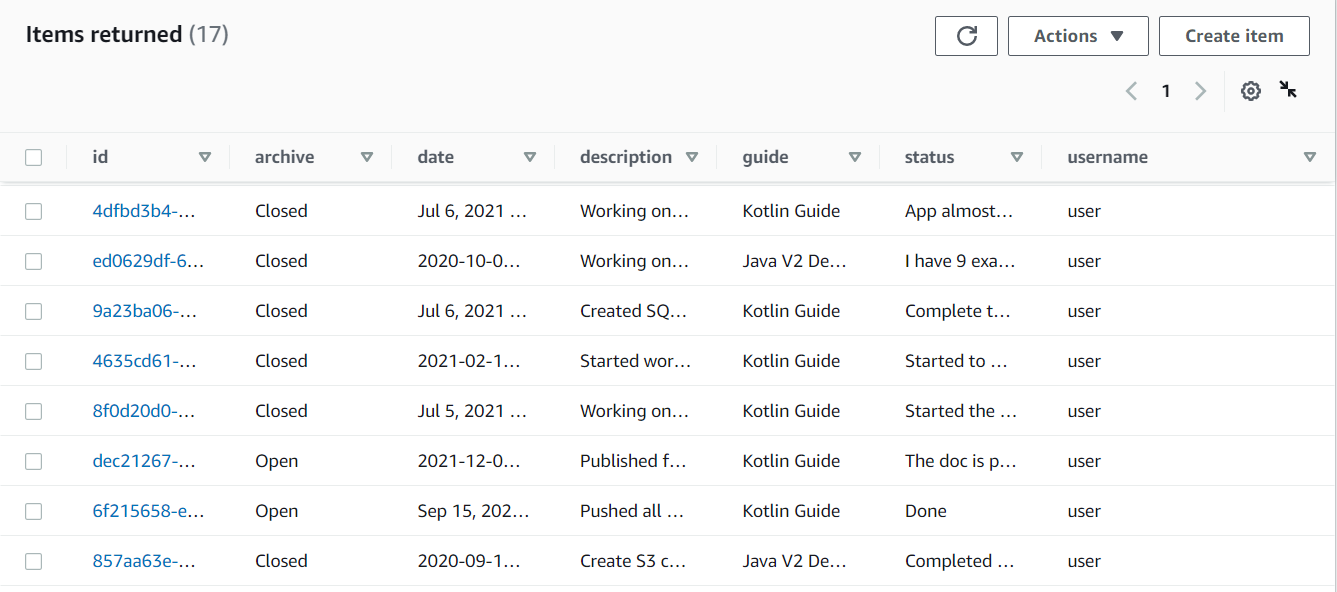 Items returned (17)
Actions
Create item
1
id archive date description guide status username
4dfbd3b4-... Closed Jul 6, 2021 ... Working on... Kotlin Guide App almost... user
ed0629df-6... Closed 2020-10-0... Working on... Java V2 De... I have 9 exa... user
9a23ba06-... Closed Jul 6, 2021 ... Created SQ... Kotlin Guide Complete t... user
4635cd61-... Closed 2021-02-1... Started wor... Kotlin Guide Started to ... user
8f0d20d0-... Closed Jul 5, 2021 ... Working on... Kotlin Guide Started the ... user
dec21267-... Open 2021-12-0... Published f... Kotlin Guide The doc is p... user
6f215658-e... Open Sep 15, 202... Pushed all ... Kotlin Guide Done user
857aa63e-... Closed 2020-09-1... Create S3 c... Java V2 De... Completed ... user